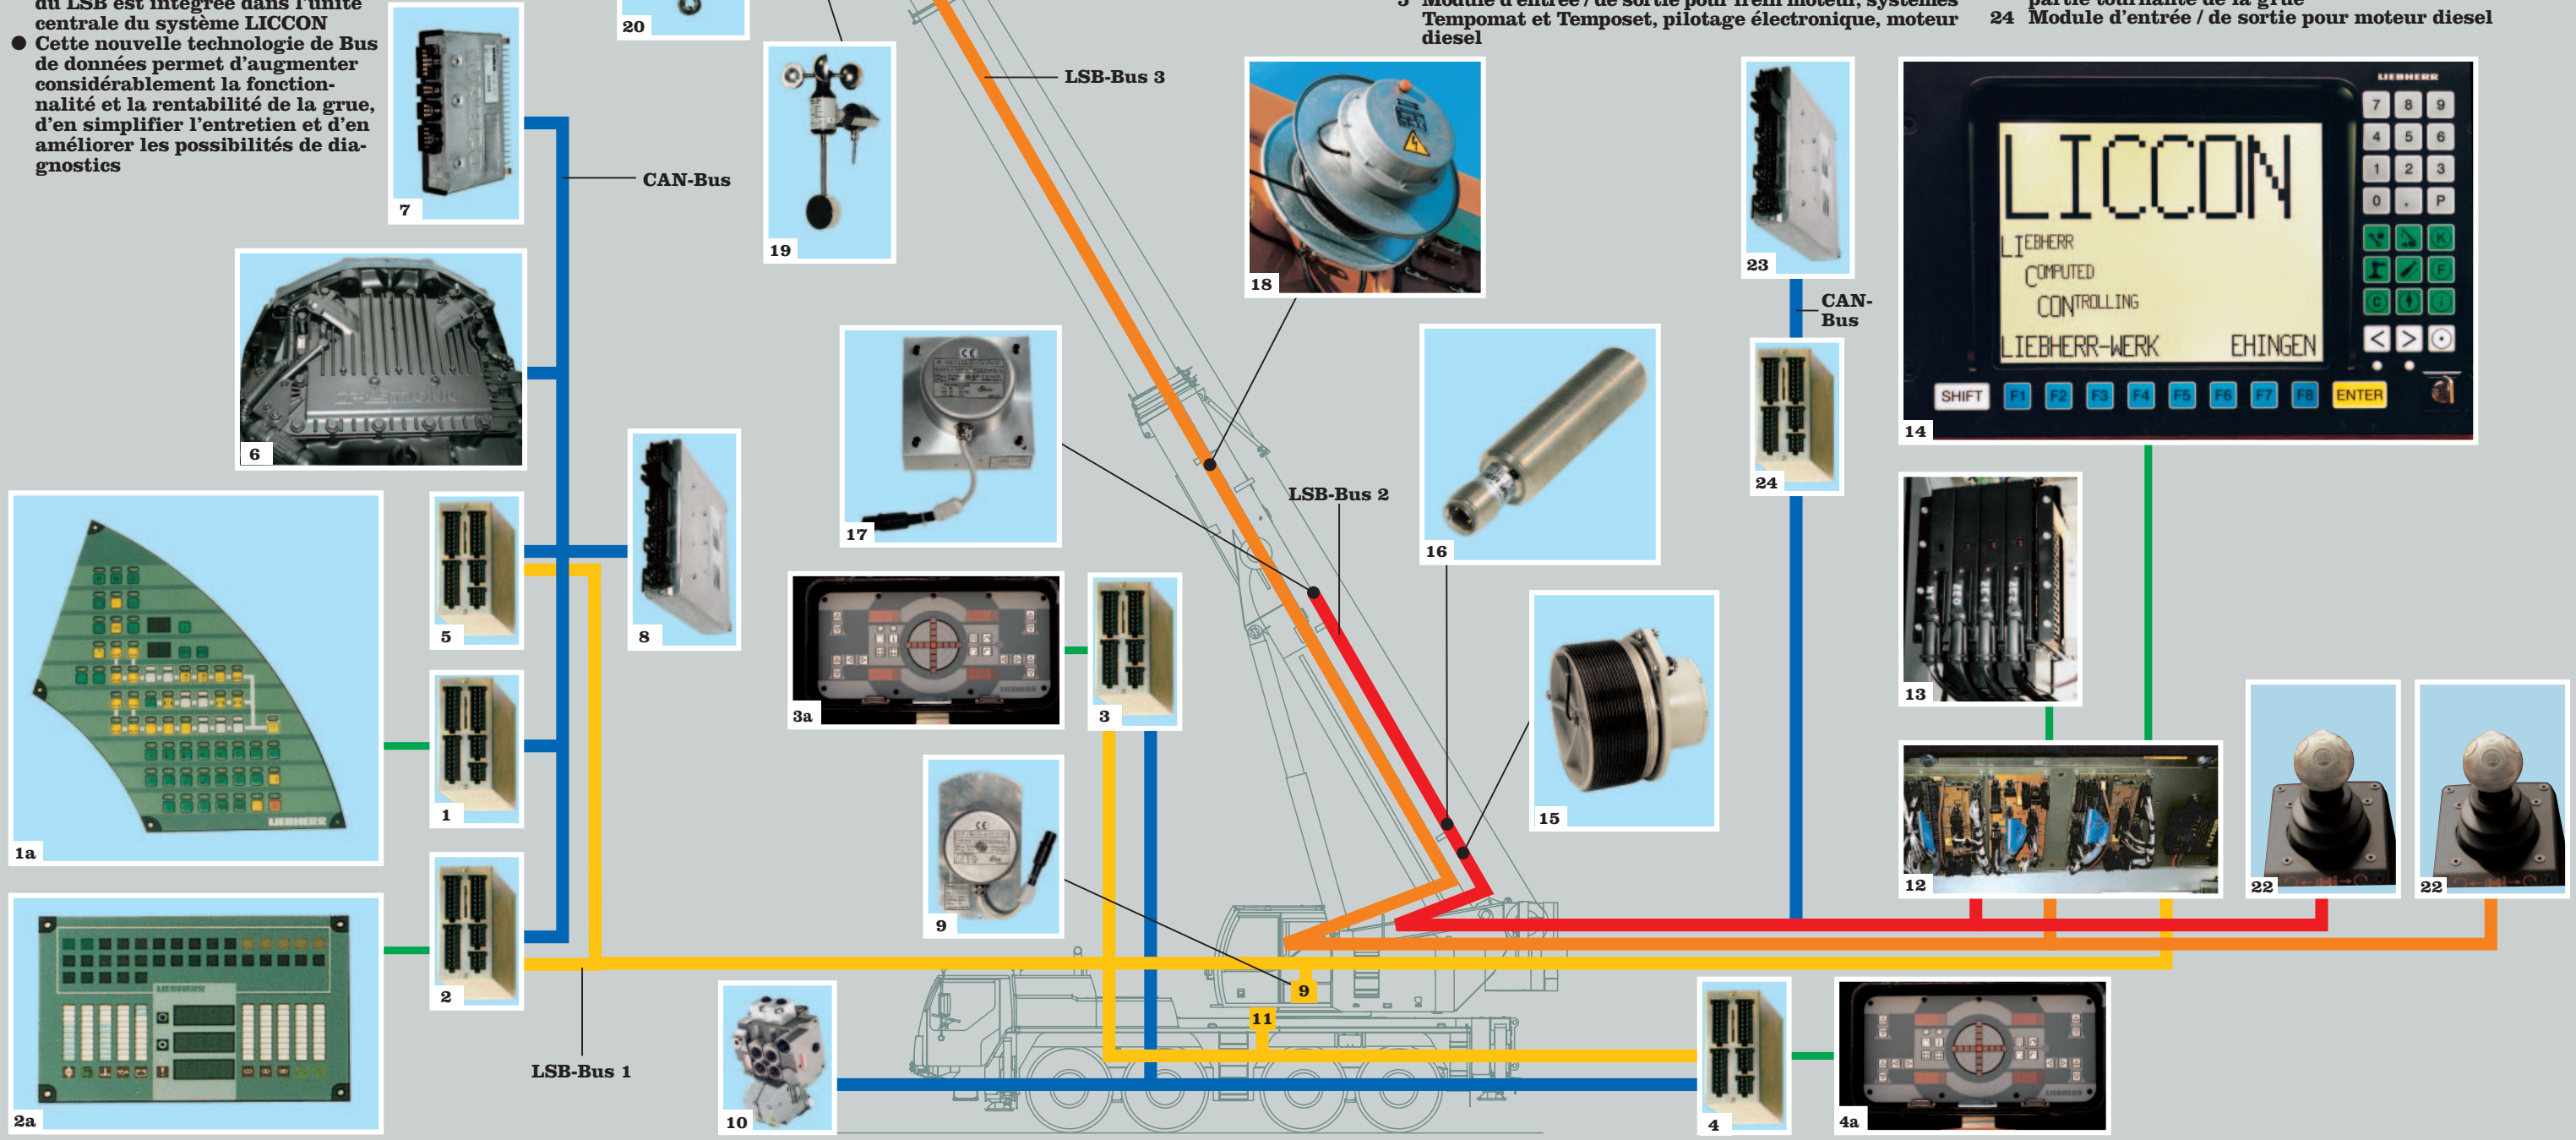 du LSB est intégrée dans l'unité
centrale du système LICCON
● Cette nouvelle technologie de Bus
de données permet d'augmenter
considérablement la fonction-
nalité et la rentabilité de la grue,
d'en simplifier l'entretien et d'en
améliorer les possibilités de dia-
gnostics
5 Module d'entrée / de sortie pour frein moteur, systèmes
Tempomat et Temposet, pilotage électronique, moteur
diesel
partie tournante de la grue
24 Module d'entrée / de sortie pour moteur diesel
20
7
CAN-Bus
19
LSB-Bus 3
18
23
CAN-
Bus
LIEBHERR
7 8 9
4 5 6
1 2 3
0 . P
K
F
C i
< >
LICCON
LIEBHERR
COMPUTED
CONTROLLING
LIEBHERR-WERK EHINGEN
SHIFT F1 F2 F3 F4 F5 F6 F7 F8 ENTER
14
6
17
LSB-Bus 2
16
24
13
5
8
3a
LIEBHERR
3
15
1a
LIEBHERR
1
9
12
22
22
2a
LIEBHERR
2
LSB-Bus 1
10
9
11
4
4a
LIEBHERR